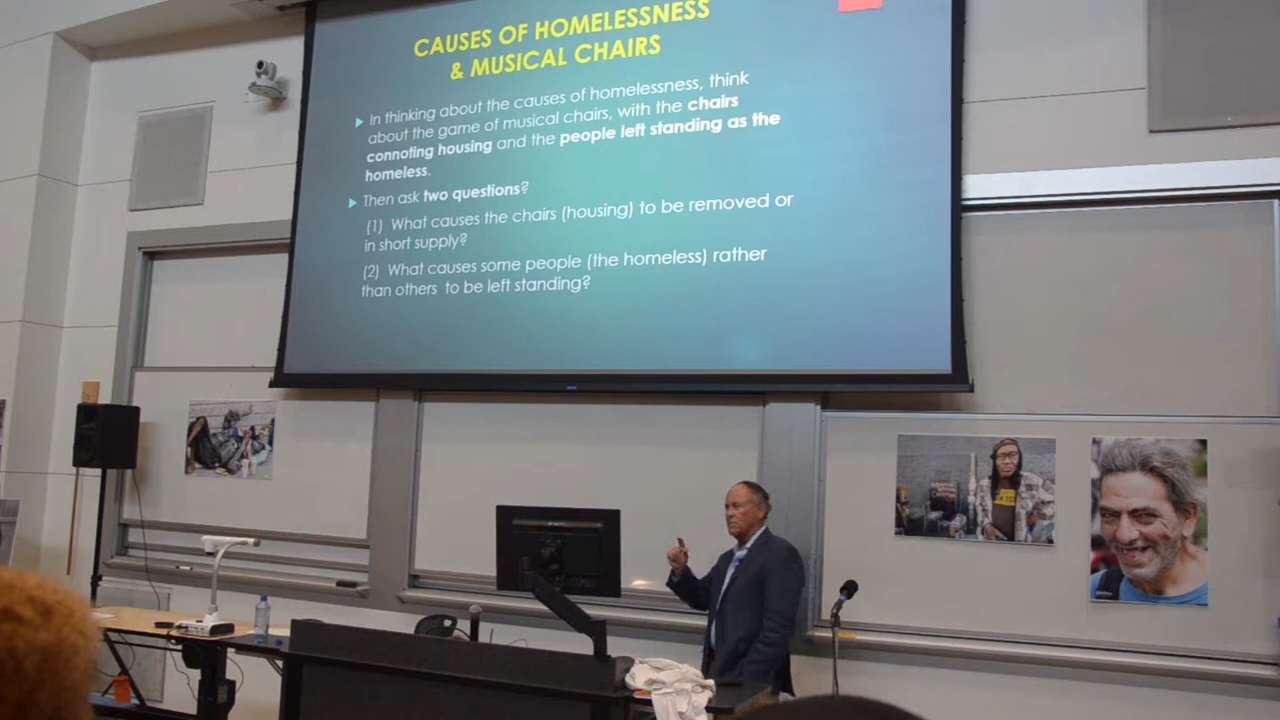 CAUSES OF HOMELESSNESS
& MUSICAL CHAIRS
In thinking about the causes of homelessness, think
about the game of musical chairs, with the chairs
connoting housing and the people left standing as the
homeless.
Then ask two questions?
(1) What causes the chairs (housing) to be removed or
in short supply?
(2) What causes some people (the homeless) rather
than others to be left standing?